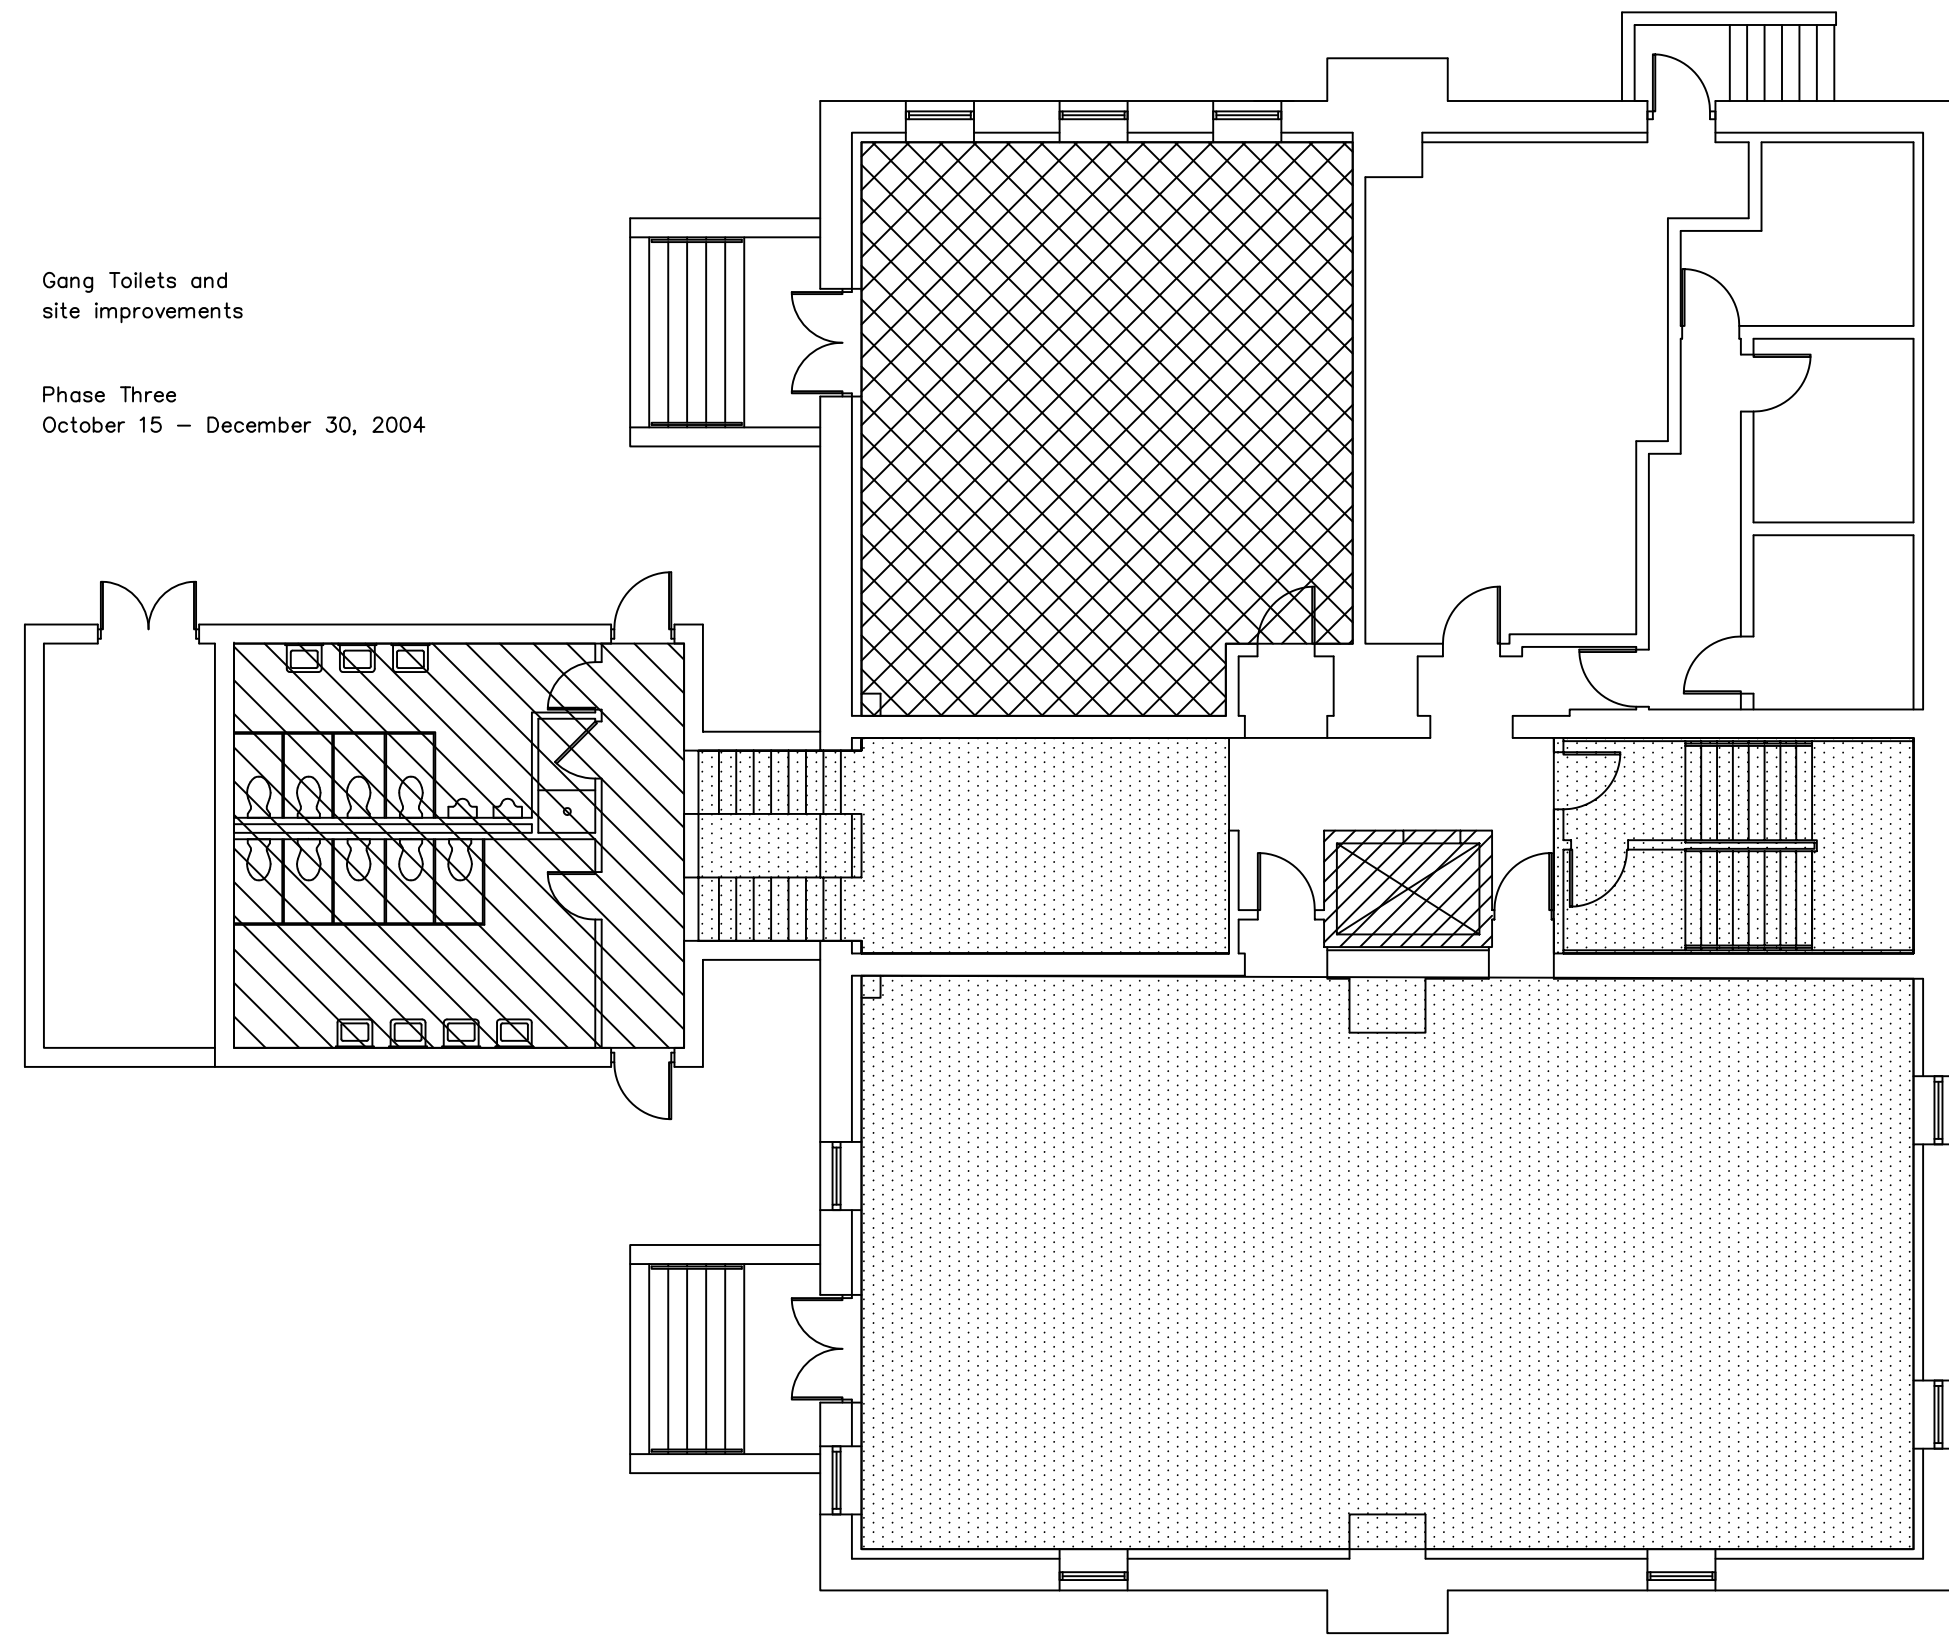 Gang Toilets and
site improvements
Phase Three
October 15 – December 30, 2004